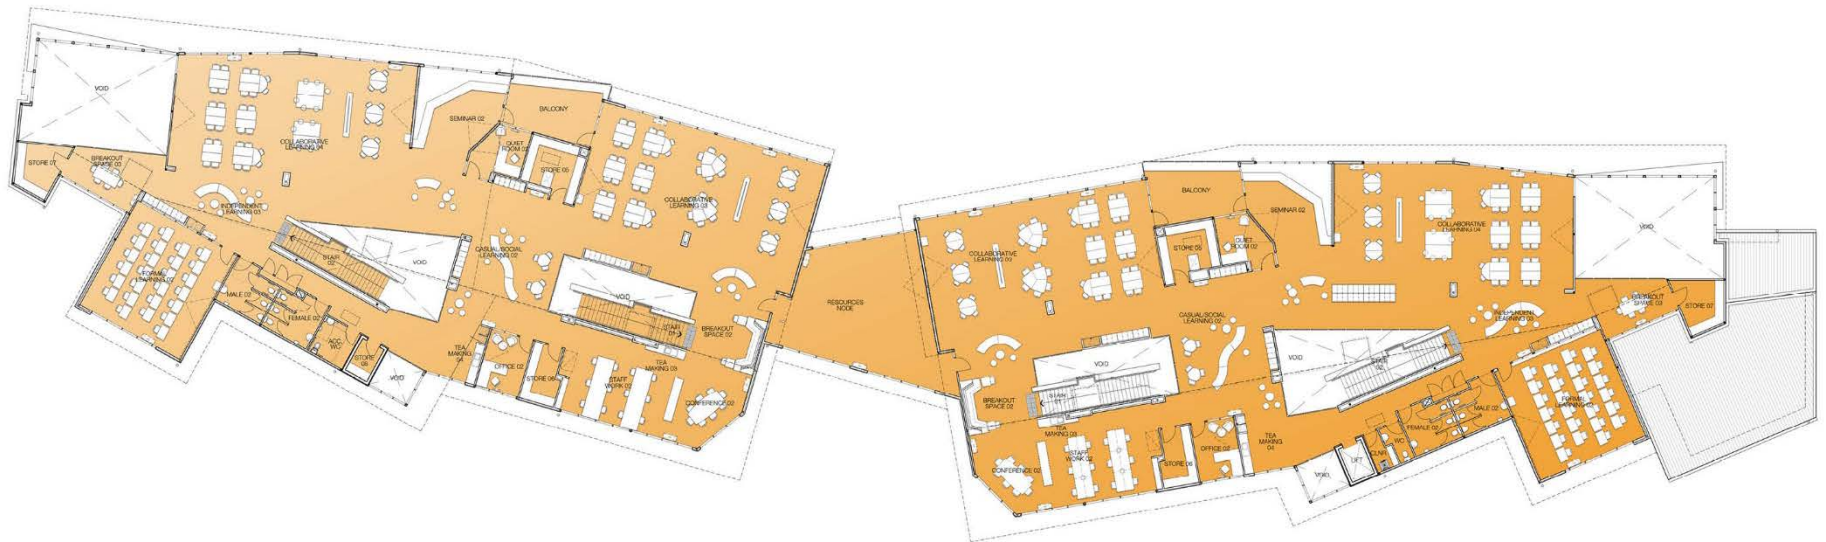 VOID
COLLABORATIVE
LEARNING 04
SEMINAR 02
BALCONY
QUIET
ROOM 02
STORE 05
STORE 07
BREAKOUT
SPACE 03
INDEPENDENT
LEARNING 03
COLLABORATIVE
LEARNING 03
STAIR
02
VOID
CASUAL/SOCIAL
LEARNING 02
FORMAL
LEARNING 02
MALE 02
FEMALE 02
ACC
WC
STORE
VOID
VOID
STAIR
01
BREAKOUT
SPACE 02
TEA
MAKING
04
OFFICE 02
STORE 06
STAFF
WORK 02
TEA
MAKING 03
CONFERENCE 02
RESOURCES
NODE
COLLABORATIVE
LEARNING 03
BALCONY
SEMINAR 02
STORE 05
QUIET
ROOM 02
COLLABORATIVE
LEARNING 04
VOID
CASUAL/SOCIAL
LEARNING 02
INDEPENDENT
LEARNING 03
BREAKOUT
SPACE 03
STORE 07
VOID
VOID
STAIR
02
BREAKOUT
SPACE 02
STAIR
TEA
MAKING 03
CONFERENCE 02
STAFF
WORK 02
STORE 06
OFFICE 02
TEA
MAKING
04
VOID
LIFT
CLNR
WC
FEMALE 02
MALE 02
FORMAL
LEARNING 02